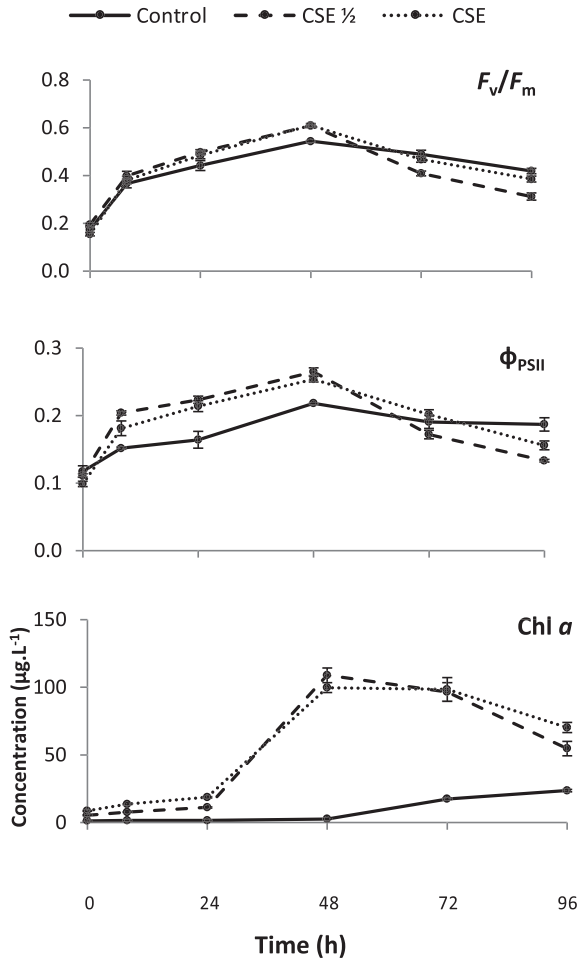 Control CSE ½ CSE
0.8
Fv/Fm
0.6
0.4
0.2
0.0
0.3
ΦPSII
0.2
0.1
0.0
150
Chl a
100
50
0
Concentration (µg.L-1)
0 24 48 72 96
Time (h)